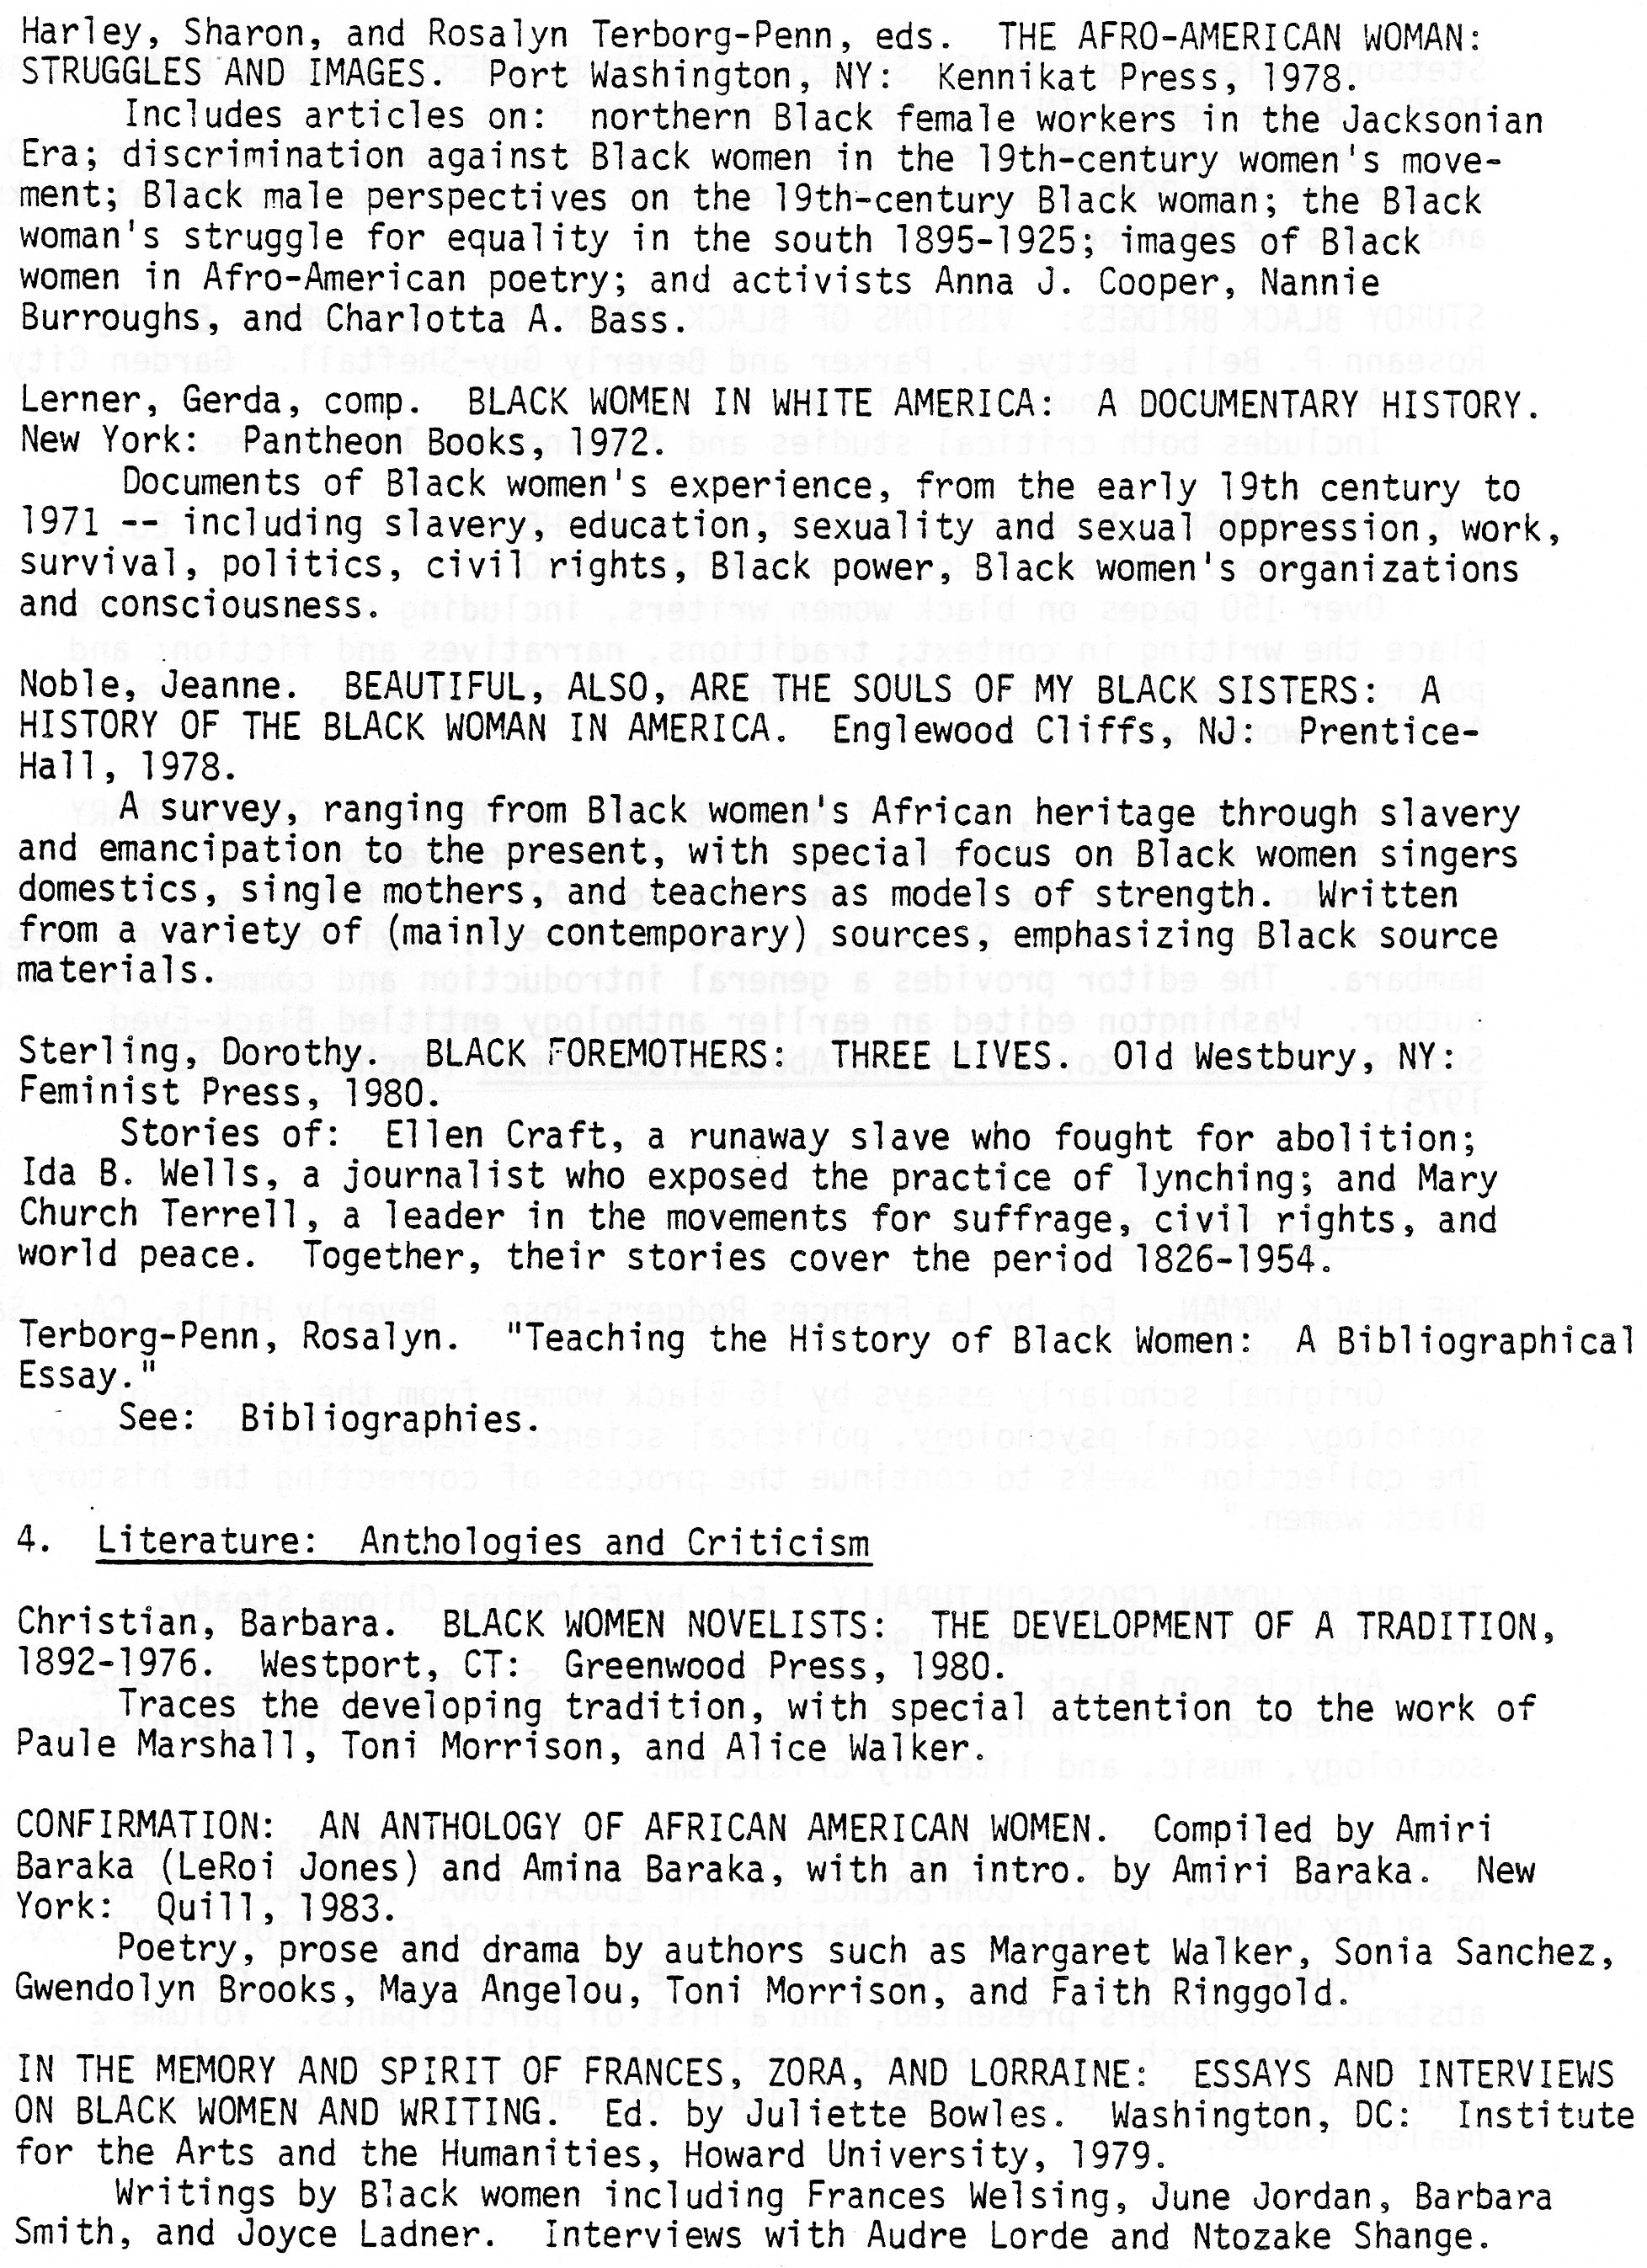 Harley, Sharon, and Rosalyn Terborg-Penn, eds.  THE AFRO-AMERICAN WOMAN:
STRUGGLES AND IMAGES.  Port Washington, NY:  Kennikat Press, 1978.
Includes articles on:  northern Black female workers in the Jacksonian
Era; discrimination against Black women in the 19th-century women's move-
ment; Black male perspectives on the 19th-century Black woman; the Black
woman's struggle for equality in the south 1895-1925; images of Black
women in Afro-American poetry; and activists Anna J. Cooper, Nannie
Burroughs, and Charlotta A. Bass.

Lerner, Gerda, comp.  BLACK WOMEN IN WHITE AMERICA:  A DOCUMENTARY HISTORY.
New York:  Pantheon Books, 1972.
Documents of Black women's experience, from the early 19th century to
1971 -- including slavery, education, sexuality and sexual oppression, work,
survival, politics, civil rights, Black power, Black women's organizations
and consciousness.

Noble, Jeanne.  BEAUTIFUL, ALSO, ARE THE SOULS OF MY BLACK SISTERS:  A
HISTORY OF THE BLACK WOMAN IN AMERICA.  Englewood Cliffs, NJ:  Prentice-
Hall, 1978.
A survey, ranging from Black women's African heritage through slavery
and emancipation to the present, with special focus on Black women singers
domestics, single mothers, and teachers as models of strength.  Written
from a variety of (mainly contemporary) sources, emphasizing Black source
materials.

Sterling, Dorothy.  BLACK FOREMOTHERS:  THREE LIVES.  Old Westbury, NY:
Feminist Press, 1980.
Stories of:  Ellen Craft, a runaway slave who fought for abolition;
Ida B. Wells, a journalist who exposed the practice of lynching; and Mary
Church Terrell, a leader in the movements for suffrage, civil rights, and
world peace.  Together, their stories cover the period 1826-1954.

Terborg-Penn, Rosalyn.  "Teaching the History of Black Women:  A Bibliographical
Essay."
See:  Bibliographies.

4.  Literature:  Anthologies and Criticism

Christian, Barbara.  BLACK WOMEN NOVELISTS:  THE DEVELOPMENT OF A TRADITION,
1892-1976.  Westport, CT:  Greenwood Press, 1980.
Traces the developing tradition, with special attention to the work of
Paule Marshall, Toni Morrison, and Alice Walker.

CONFIRMATION:  AN ANTHOLOGY OF AFRICAN AMERICAN WOMEN.  Compiled by Amiri
Baraka (LeRoi Jones) and Amina Baraka, with an intro. by Amiri Baraka.  New
York:  Quill, 1983.
Poetry, prose and drama by authors such as Margaret Walker, Sonia Sanchez,
Gwendolyn Brooks, Maya Angelou, Toni Morrison, and Faith Ringgold.

IN THE MEMORY AND SPIRIT OF FRANCES, ZORA, AND LORRAINE:  ESSAYS AND INTERVIEWS
ON BLACK WOMEN AND WRITING.  Ed. by Juliette Bowles.  Washington, DC:  Institute
for the Arts and the Humanities, Howard University, 1979.
Writings by Black women including Frances Welsing, June Jordan, Barbara
Smith, and Joyce Ladner.  Interviews with Audre Lorde and Ntozake Shange.